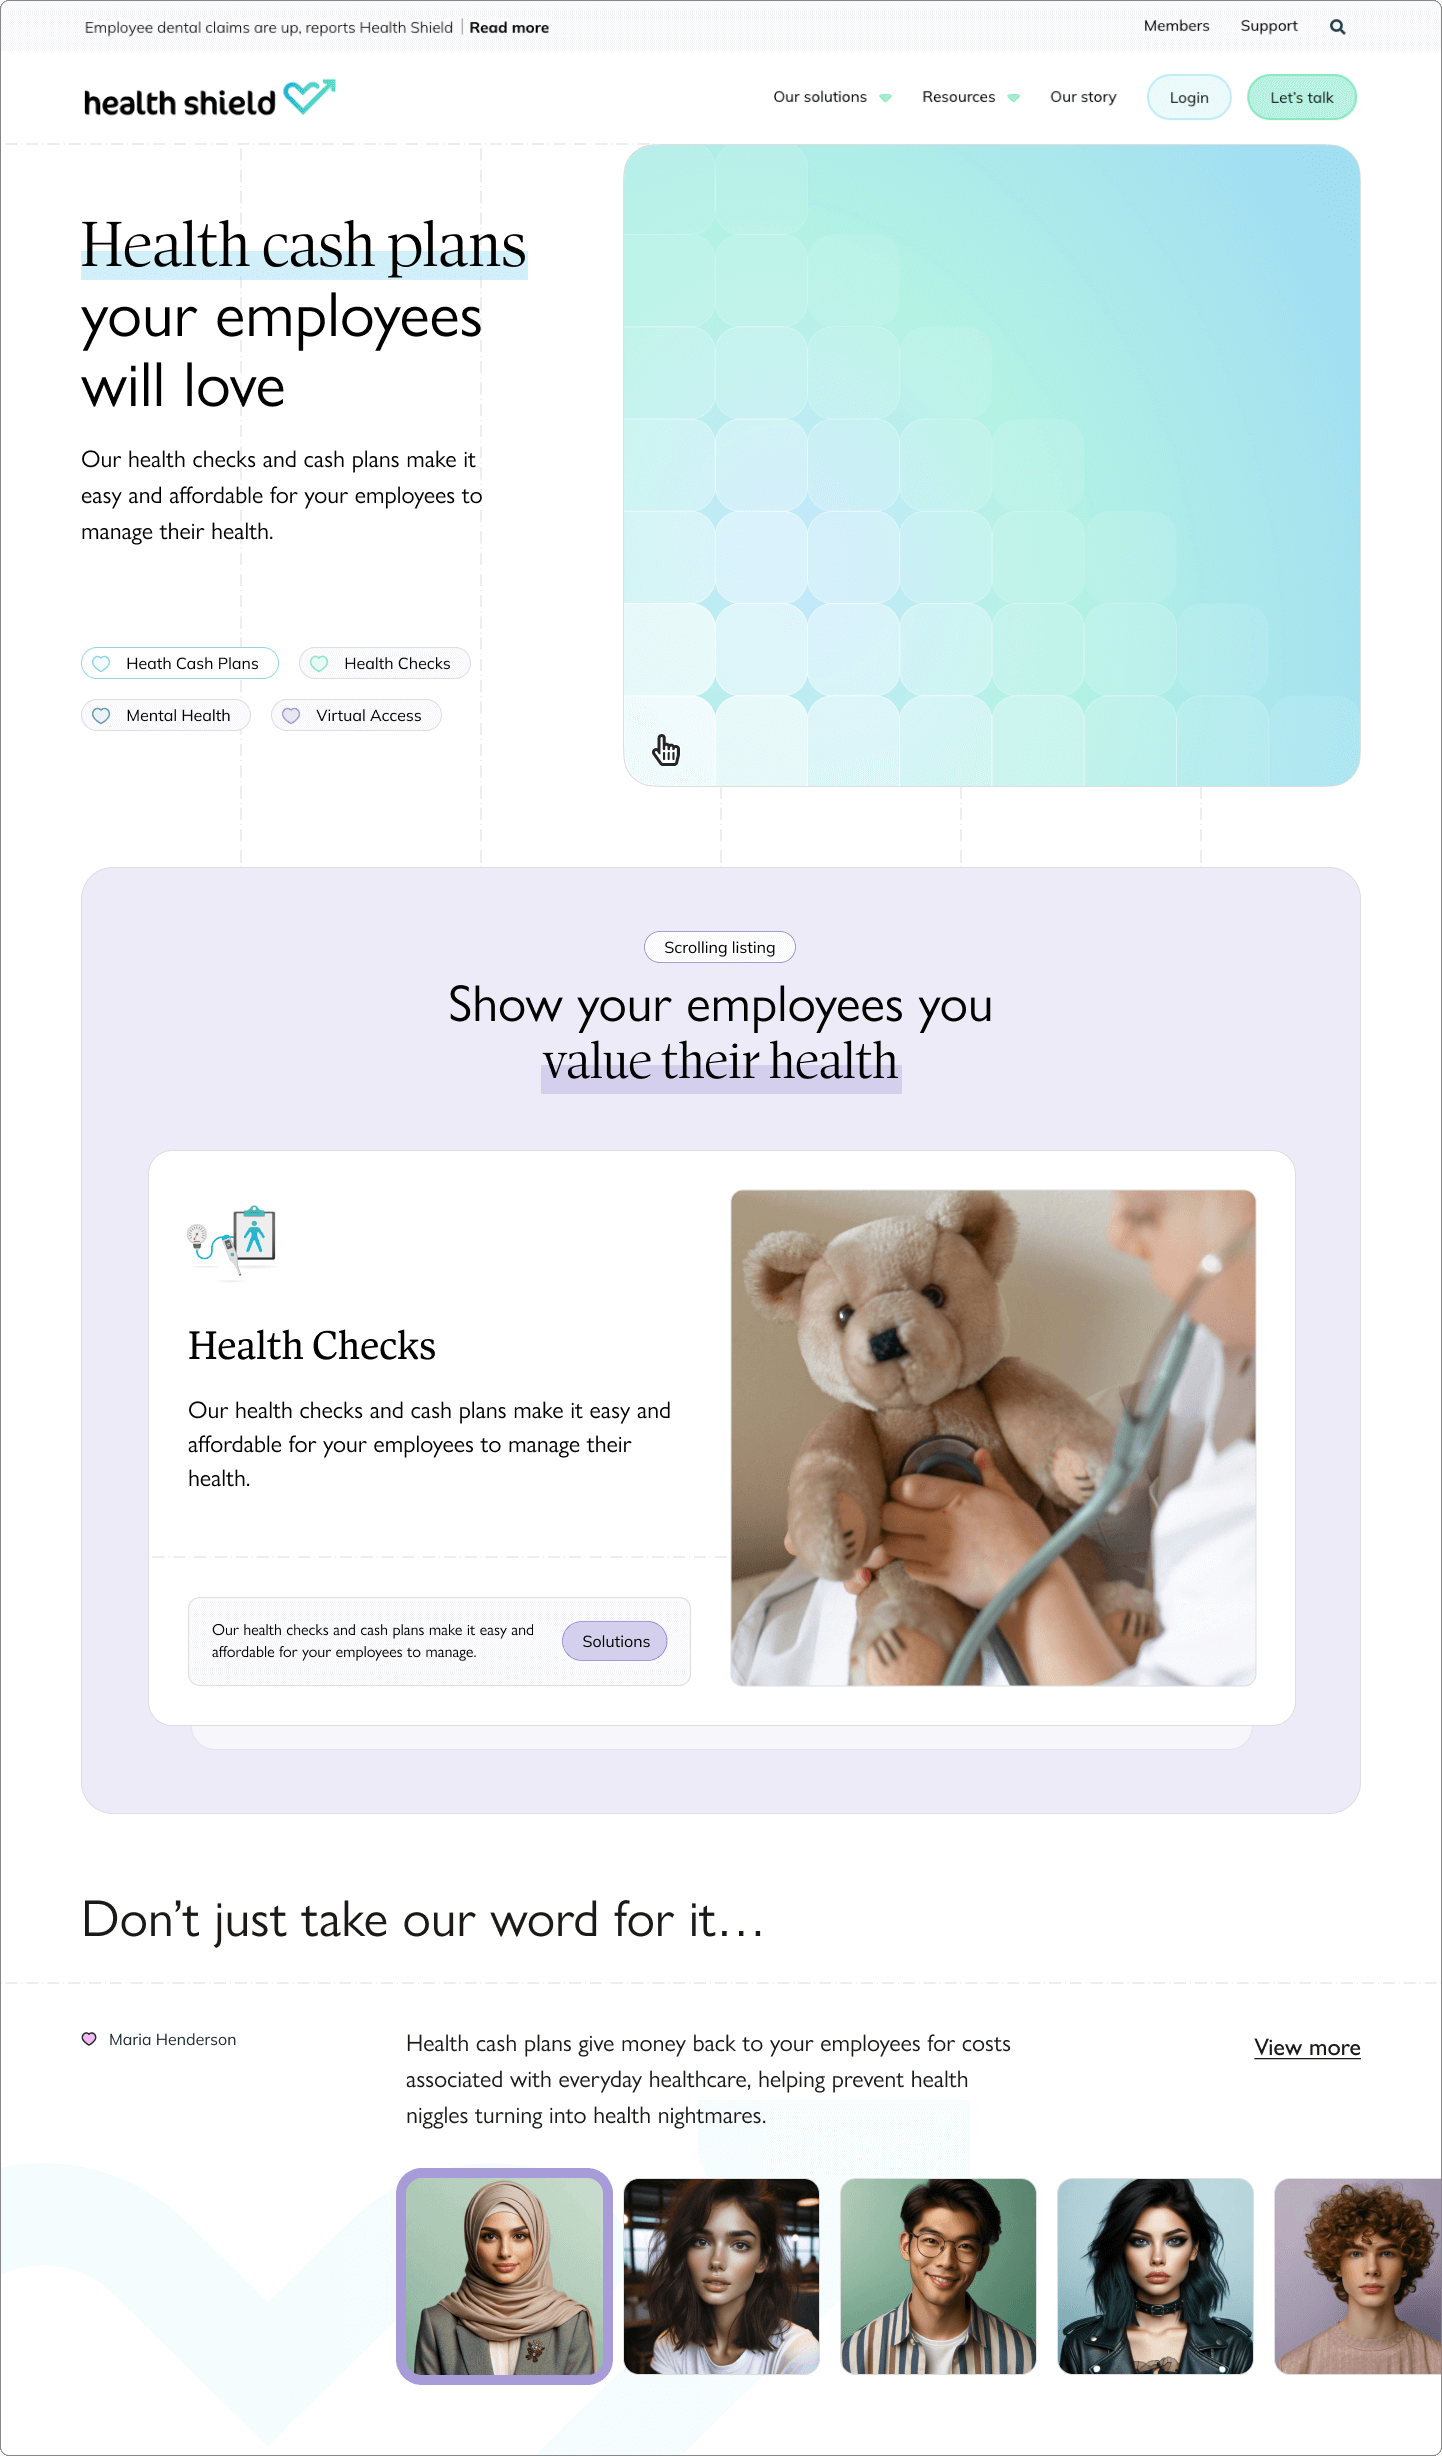 Employee dental claims are up, reports Health Shield | Read more
Members
Support
health shield
Our solutions
Resources
Our story
Login
Let's talk
Health cash plans
your employees
will love
Our health checks and cash plans make it
easy and affordable for your employees to
manage their health.
Heath Cash Plans
Health Checks
Mental Health
Virtual Access
Scrolling listing
Show your employees you
value their health
Health Checks
Our health checks and cash plans make it easy and
affordable for your employees to manage their
health.
Our health checks and cash plans make it easy and
affordable for your employees to manage.
Solutions
Don't just take our word for it…
Maria Henderson
Health cash plans give money back to your employees for costs
associated with everyday healthcare, helping prevent health
niggles turning into health nightmares.
View more